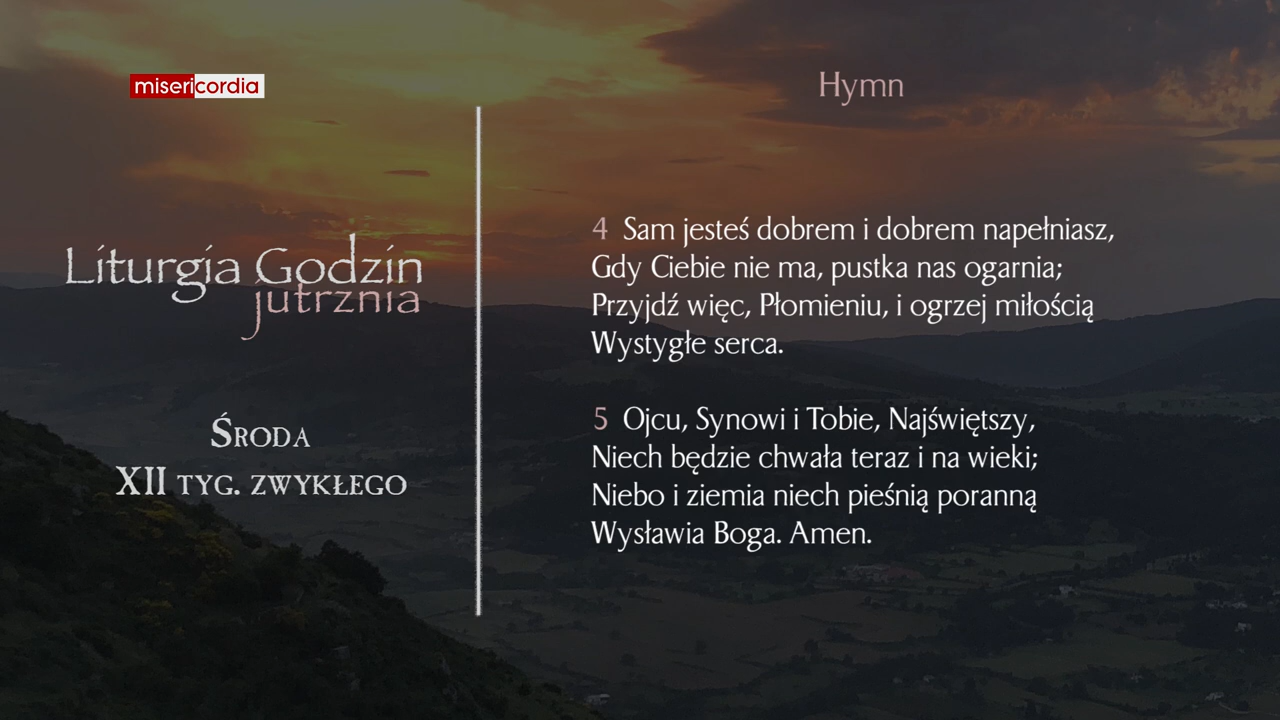 misericordia
Liturgia Godzin
jutrznia
Środa
XII tyg. zwykłego
Hymn
4 Sam jesteś dobrem i dobrem napełniasz,
Gdy Ciebie nie ma, pustka nas ogarnia;
Przyjdź więc, Płomieniu, i ogrzej miłością
Wystygłe serca.
5 Ojcu, Synowi i Tobie, Najświętszy,
Niech będzie chwała teraz i na wieki;
Niebo i ziemia niech pieśnią poranną
Wysławia Boga. Amen.